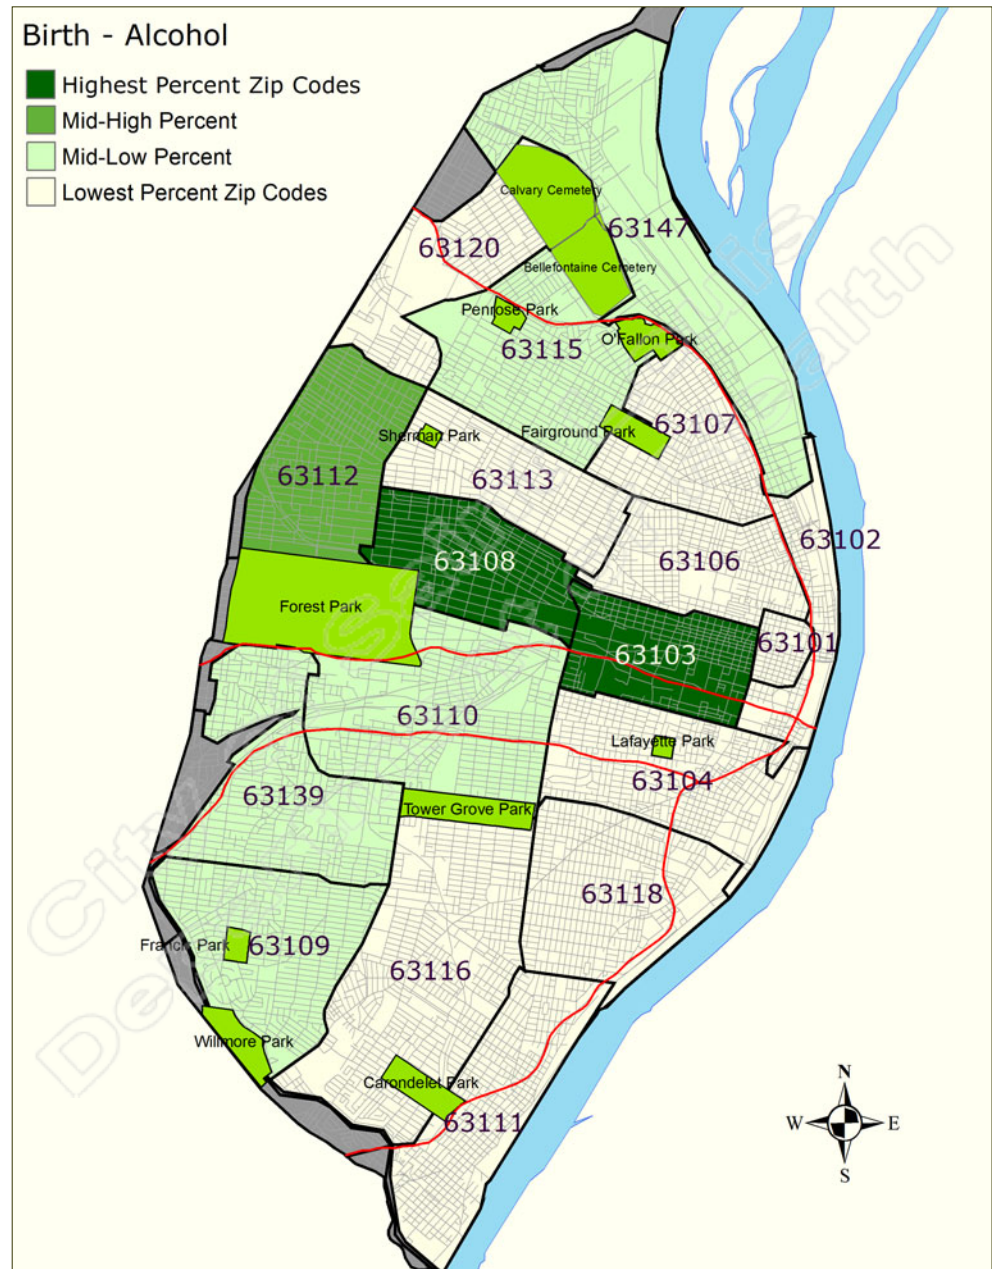 Birth - Alcohol
Highest Percent Zip Codes
Mid-High Percent
Mid-Low Percent
Lowest Percent Zip Codes
Calvary Cemetery
63147
63120
Bellefontaine Cemetery
Penrose Park
O'Fallon Park
63115
63107
Sherman Park
Fairground Park
63112
63113
63102
63108
63106
Forest Park
63101
63103
63110
Lafayette Park
63104
63139
Tower Grove Park
63118
Francis Park
63109
63116
Willmore Park
Carondelet Park
63111
N
W
E
S
City